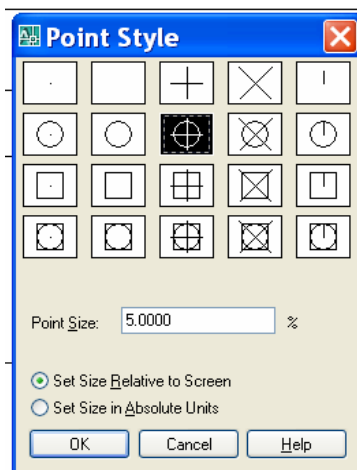 Point Style
Point Size: 5.0000 %
Set Size Relative to Screen
Set Size in Absolute Units
OK Cancel Help